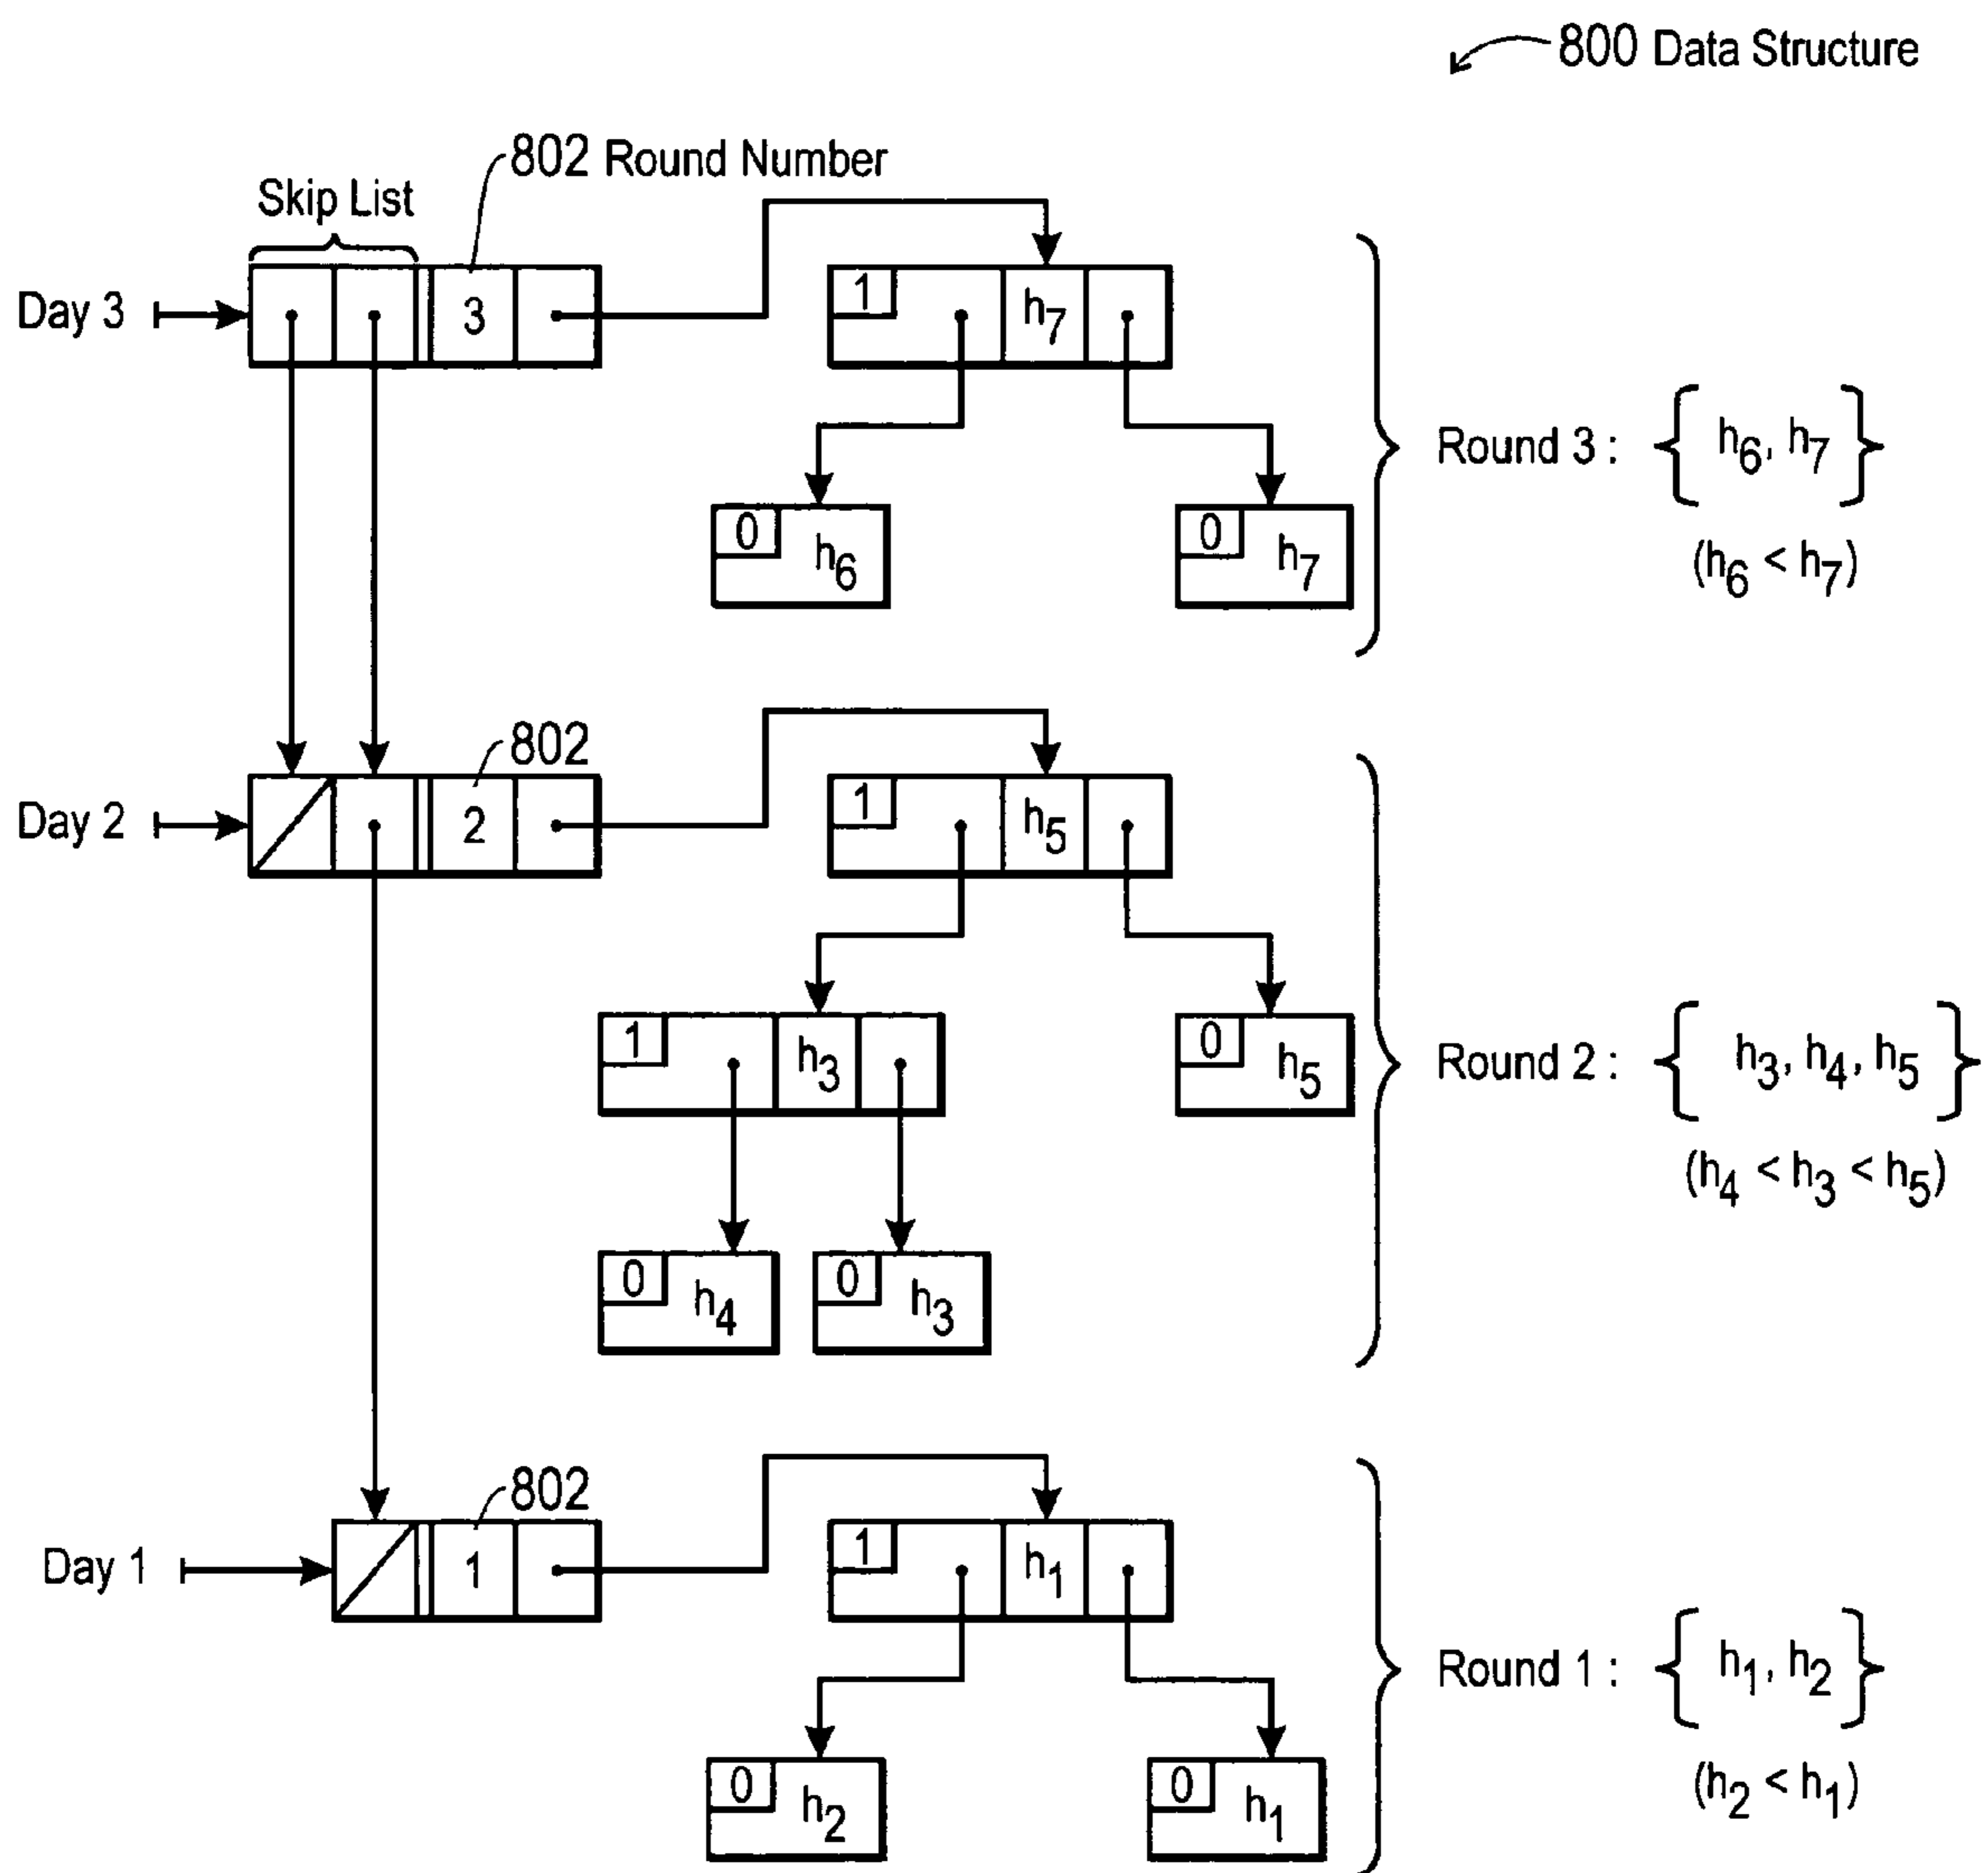 800 Data Structure
802 Round Number
Skip List
Day 3
3
1
h7
Round 3 : { h6, h7 }
(h6 < h7)
0
h6
0
h7
802
Day 2
2
1
h5
1
h3
0
h5
Round 2 : { h3, h4, h5 }
(h4 < h3 < h5)
0
h4
0
h3
802
Day 1
1
1
h1
Round 1 : { h1, h2 }
(h2 < h1)
0
h2
0
h1